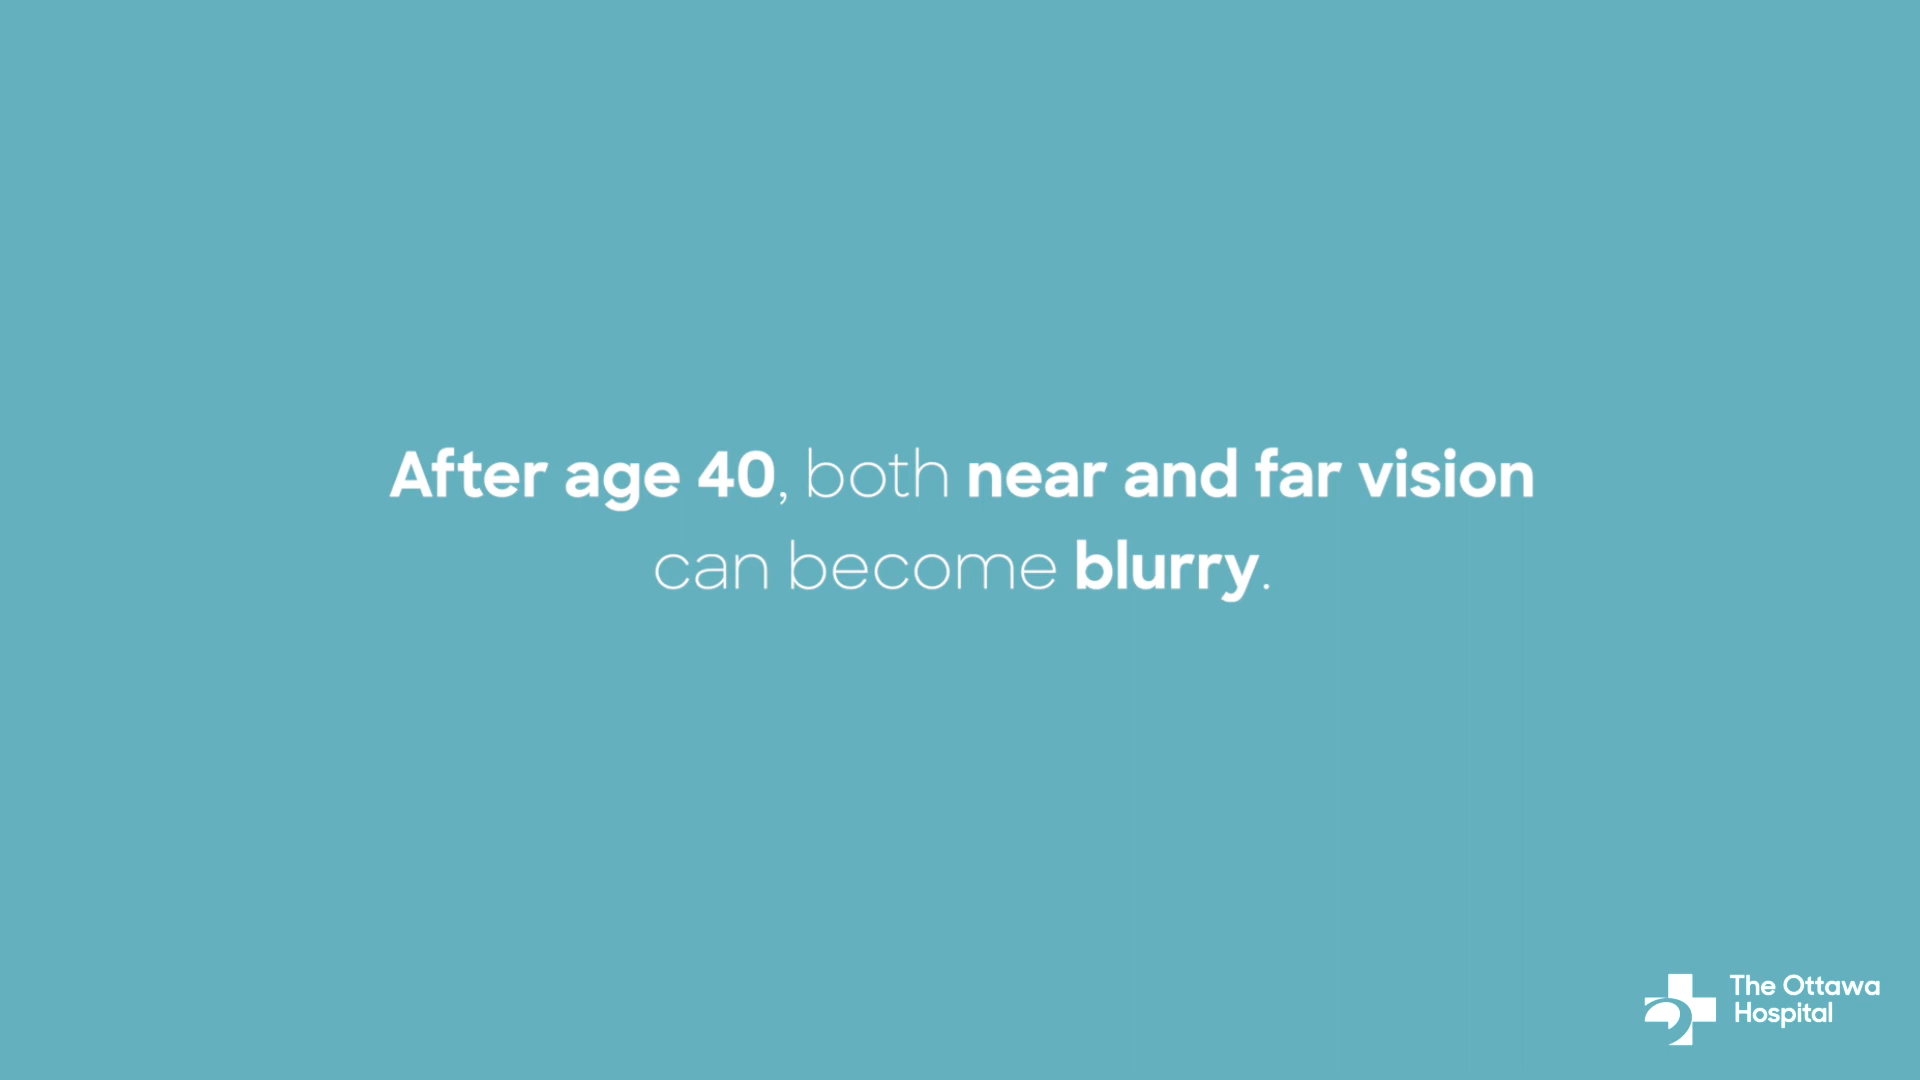 After age 40, both near and far vision
can become blurry.
The Ottawa
Hospital